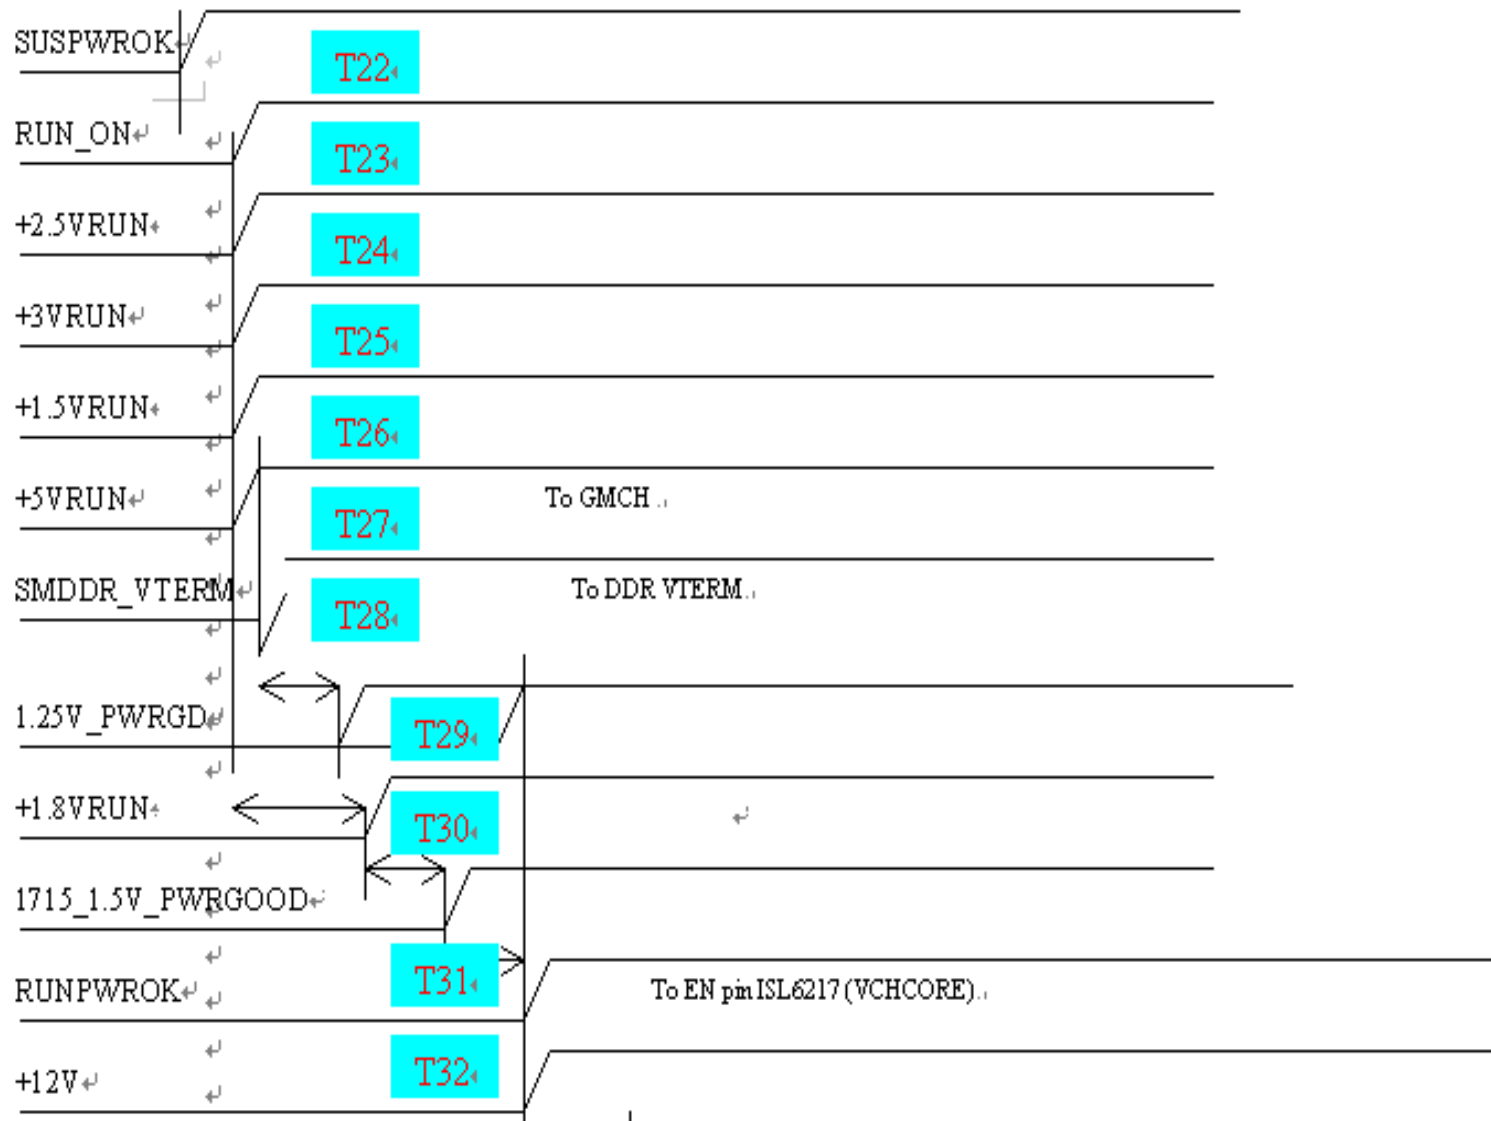 SUSPWROK
T22
RUN_ON
T23
+2.5VRUN
T24
+3VRUN
T25
+1.5VRUN
T26
+5VRUN
To GMCH
T27
SMDDR_VTERM
To DDR VTERM
T28
1.25V_PWRGD
T29
+1.8VRUN
T30
1715_1.5V_PWRGOOD
T31
RUNPWROK
To EN pin ISL6217 (VCHCORE)
T32
+12V